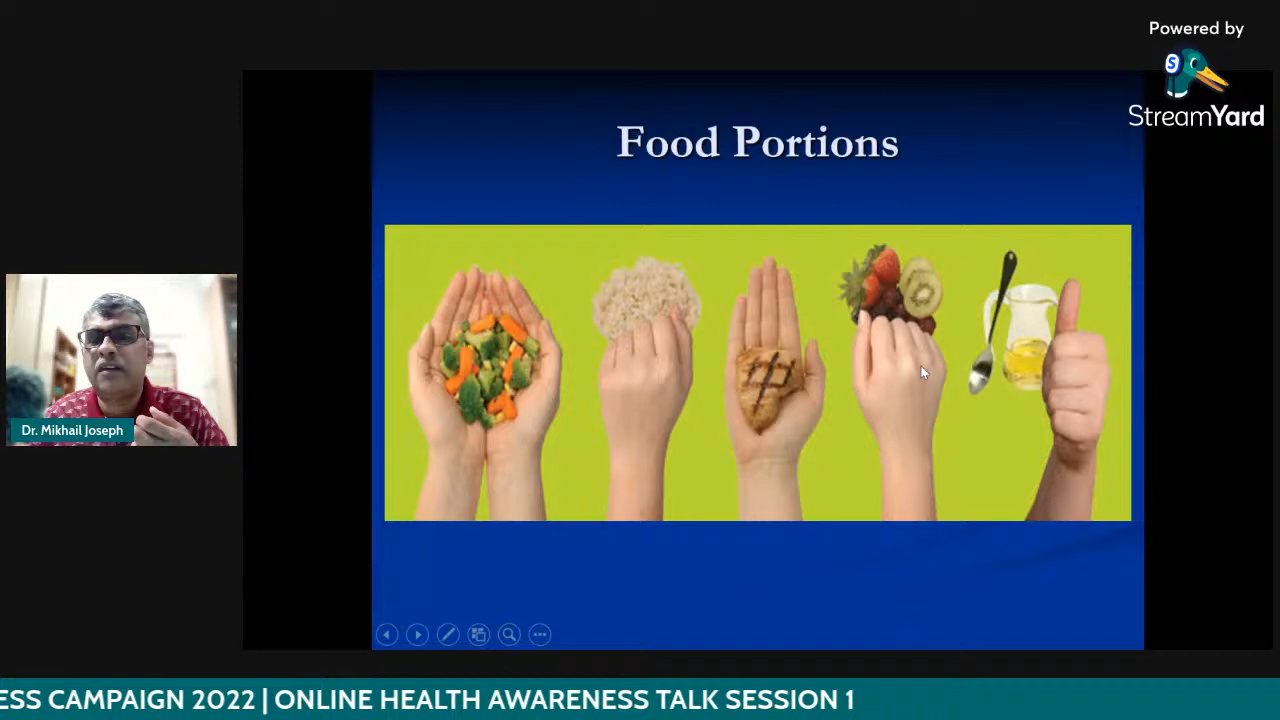 Powered by
S
StreamYard
Food Portions
Dr. Mikhail Joseph
ESS CAMPAIGN 2022 | ONLINE HEALTH AWARENESS TALK SESSION 1